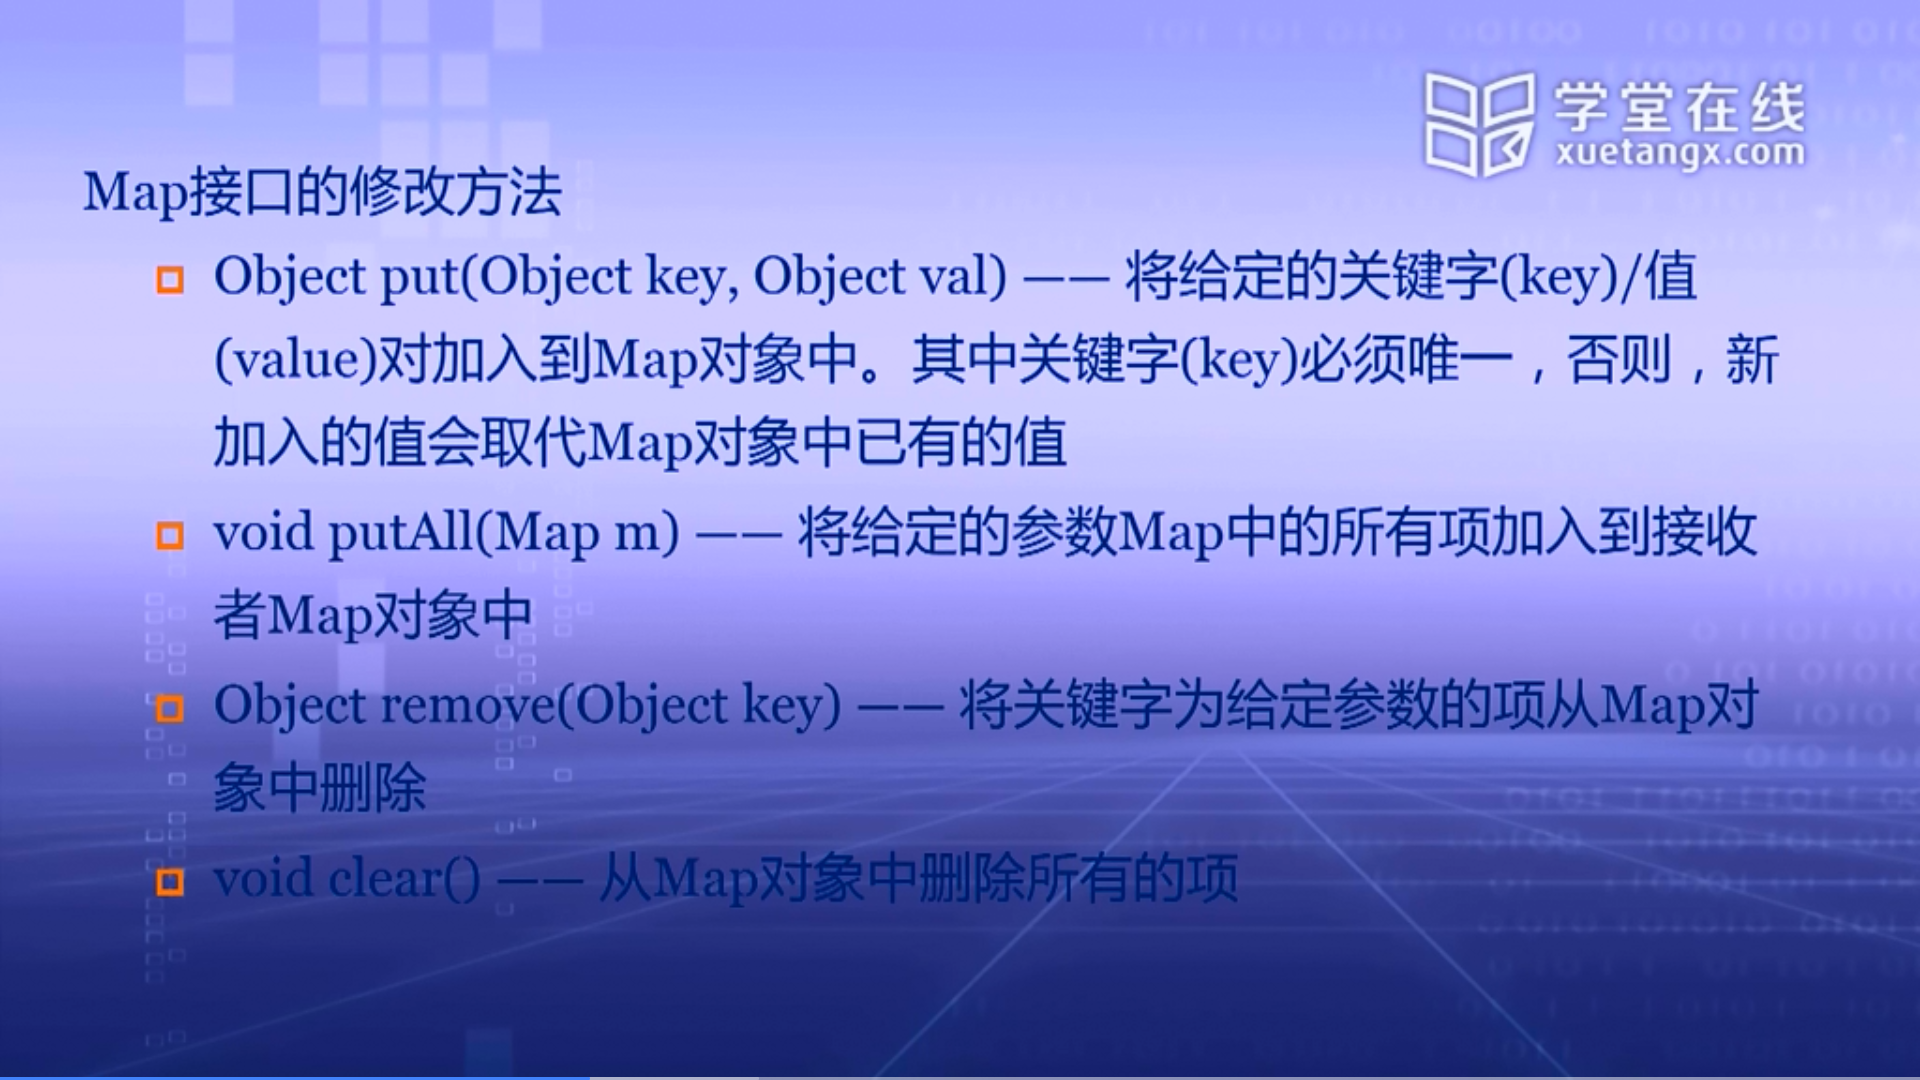 学堂在线
xuetangx.com
Map接口的修改方法
Object put(Object key, Object val) —— 将给定的关键字(key)/值
(value)对加入到Map对象中。其中关键字(key)必须唯一，否则，新
加入的值会取代Map对象中已有的值
void putAll(Map m) —— 将给定的参数Map中的所有项加入到接收
者Map对象中
Object remove(Object key) —— 将关键字为给定参数的项从Map对
象中删除
void clear() —— 从Map对象中删除所有的项